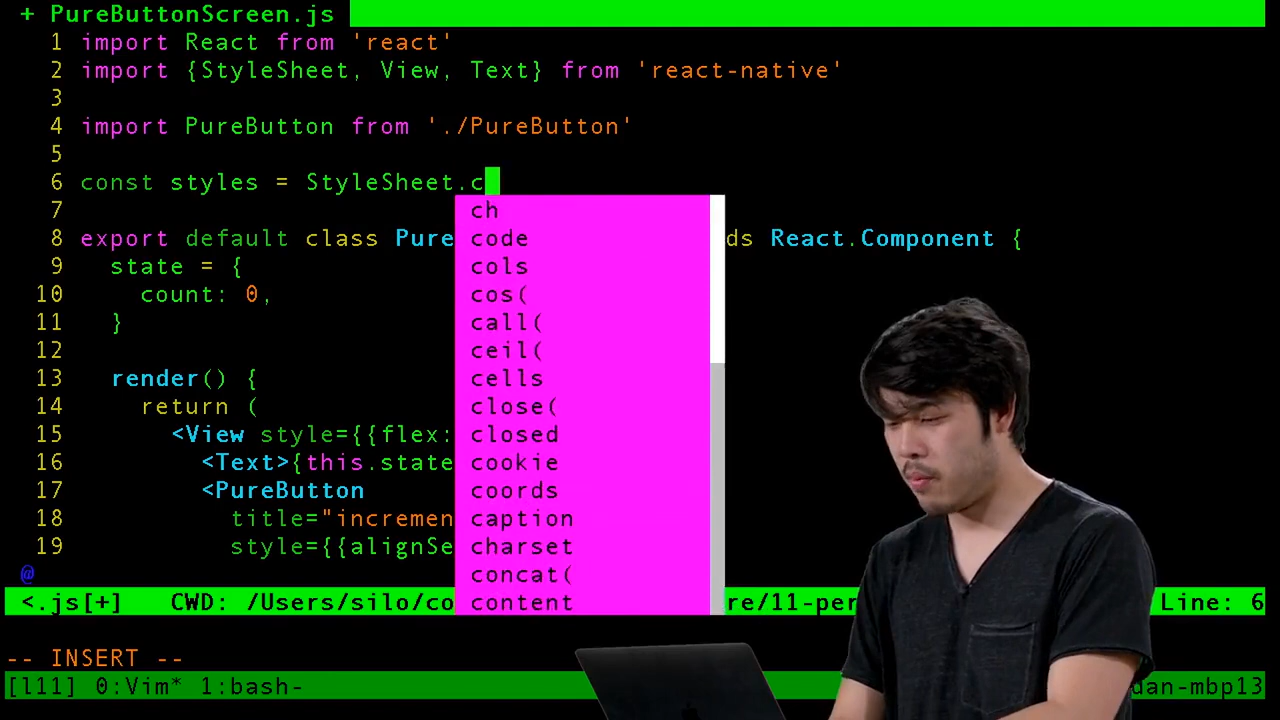 + PureButtonScreen.js
1 import React from 'react'
2 import {StyleSheet, View, Text} from 'react-native'
3
4 import PureButton from './PureButton'
5
6 const styles = StyleSheet.c
7 ch
8 export default class Pure code ds React.Component {
9 state = { cols
10 count: 0, cos(
11 } call(
12 ceil(
13 render() { cells
14 return ( close(
15 <View style={{flex: closed
16 <Text>{this.state cookie
17 <PureButton coords
18 title="incremen caption
19 style={{alignSe charset
@ concat(
<.js[+] CWD: /Users/silo/co content re/11-per Line: 6
-- INSERT --
[l11] 0:Vim* 1:bash- dan-mbp13